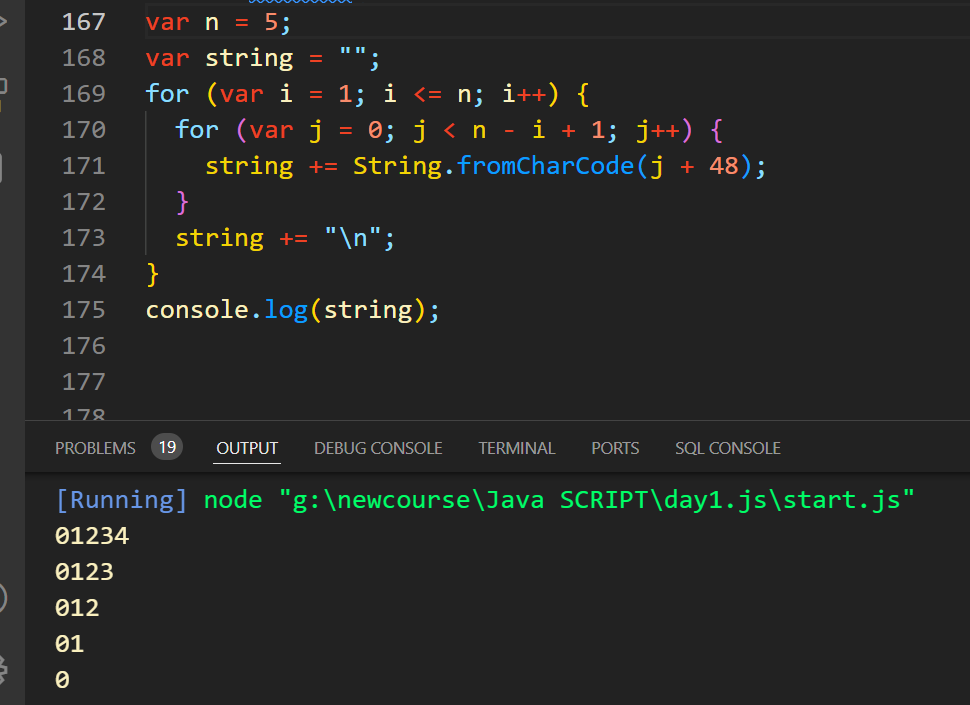 167 var n = 5;
168 var string = "";
169 for (var i = 1; i <= n; i++) {
170   for (var j = 0; j < n - i + 1; j++) {
171     string += String.fromCharCode(j + 48);
172   }
173   string += "\n";
174 }
175 console.log(string);
176
177
178
PROBLEMS 19 OUTPUT DEBUG CONSOLE TERMINAL PORTS SQL CONSOLE
[Running] node "g:\newcourse\Java SCRIPT\day1.js\start.js"
01234
0123
012
01
0